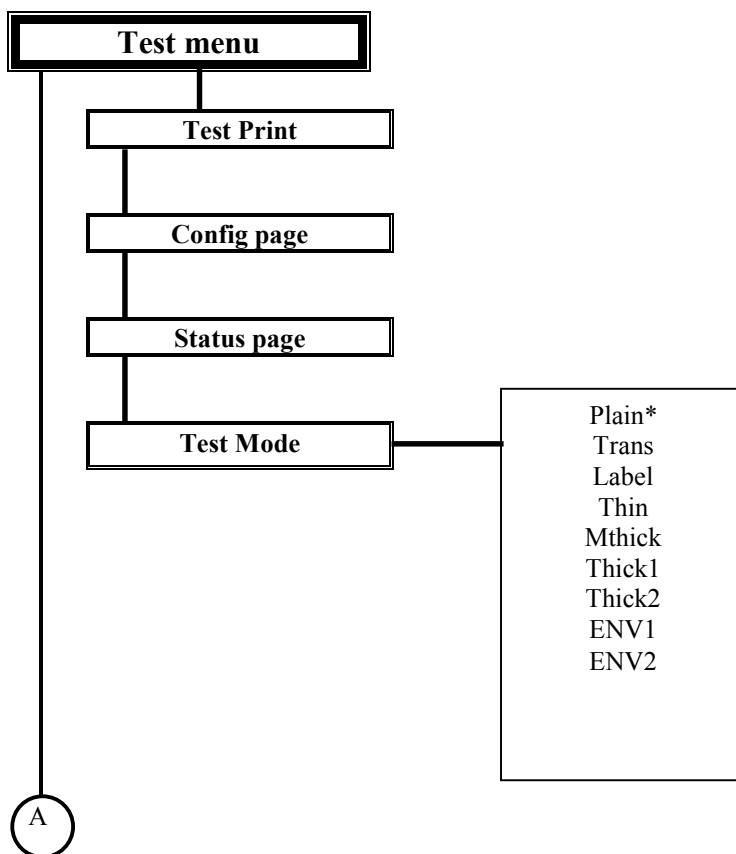 Test menu
Test Print
Config page
Status page
Test Mode
Plain*
Trans
Label
Thin
Mthick
Thick1
Thick2
ENV1
ENV2
A